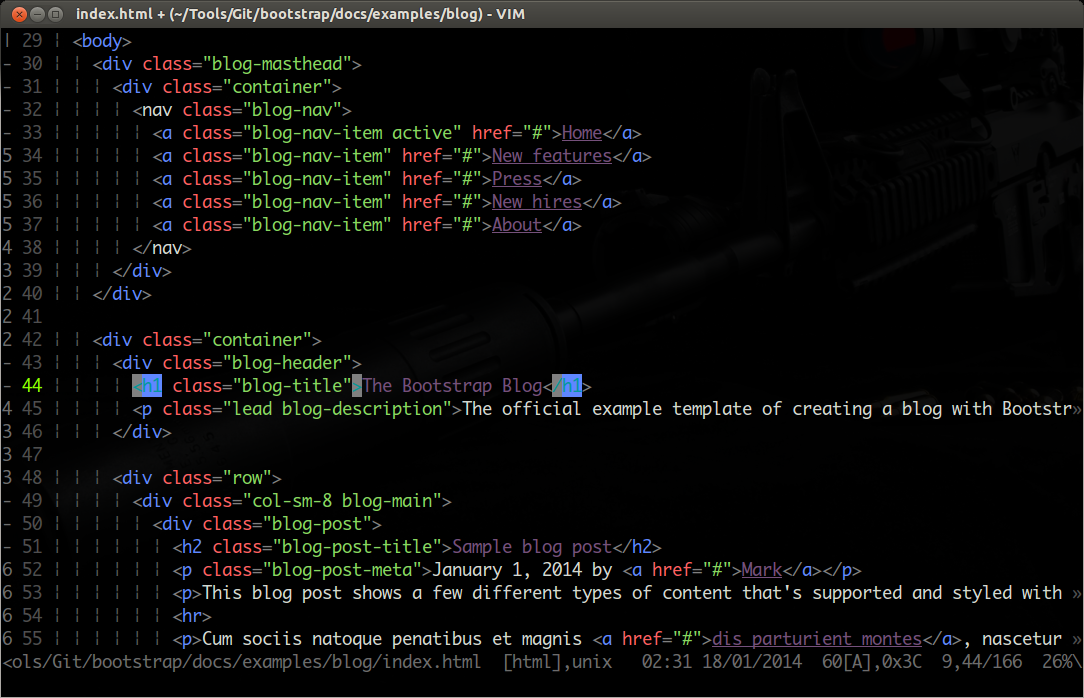 index.html + (~/Tools/Git/bootstrap/docs/examples/blog) - VIM
| 29 ¦ <body>
- 30 ¦ ¦ <div class="blog-masthead">
- 31 ¦ ¦ ¦ <div class="container">
- 32 ¦ ¦ ¦ ¦ <nav class="blog-nav">
- 33 ¦ ¦ ¦ ¦ ¦ <a class="blog-nav-item active" href="#">Home</a>
5 34 ¦ ¦ ¦ ¦ ¦ <a class="blog-nav-item" href="#">New features</a>
5 35 ¦ ¦ ¦ ¦ ¦ <a class="blog-nav-item" href="#">Press</a>
5 36 ¦ ¦ ¦ ¦ ¦ <a class="blog-nav-item" href="#">New hires</a>
5 37 ¦ ¦ ¦ ¦ ¦ <a class="blog-nav-item" href="#">About</a>
4 38 ¦ ¦ ¦ ¦ </nav>
3 39 ¦ ¦ ¦ </div>
2 40 ¦ ¦ </div>
2 41
2 42 ¦ ¦ <div class="container">
- 43 ¦ ¦ ¦ <div class="blog-header">
- 44 ¦ ¦ ¦ ¦ <h1 class="blog-title">The Bootstrap Blog</h1>
4 45 ¦ ¦ ¦ ¦ <p class="lead blog-description">The official example template of creating a blog with Bootstr»
3 46 ¦ ¦ ¦ </div>
3 47
3 48 ¦ ¦ ¦ <div class="row">
- 49 ¦ ¦ ¦ ¦ <div class="col-sm-8 blog-main">
- 50 ¦ ¦ ¦ ¦ ¦ <div class="blog-post">
- 51 ¦ ¦ ¦ ¦ ¦ ¦ <h2 class="blog-post-title">Sample blog post</h2>
6 52 ¦ ¦ ¦ ¦ ¦ ¦ <p class="blog-post-meta">January 1, 2014 by <a href="#">Mark</a></p>
6 53 ¦ ¦ ¦ ¦ ¦ ¦ <p>This blog post shows a few different types of content that's supported and styled with »
6 54 ¦ ¦ ¦ ¦ ¦ ¦ <hr>
6 55 ¦ ¦ ¦ ¦ ¦ ¦ <p>Cum sociis natoque penatibus et magnis <a href="#">dis parturient montes</a>, nascetur »
<ols/Git/bootstrap/docs/examples/blog/index.html [html],unix 02:31 18/01/2014 60[A],0x3C 9,44/166 26%\